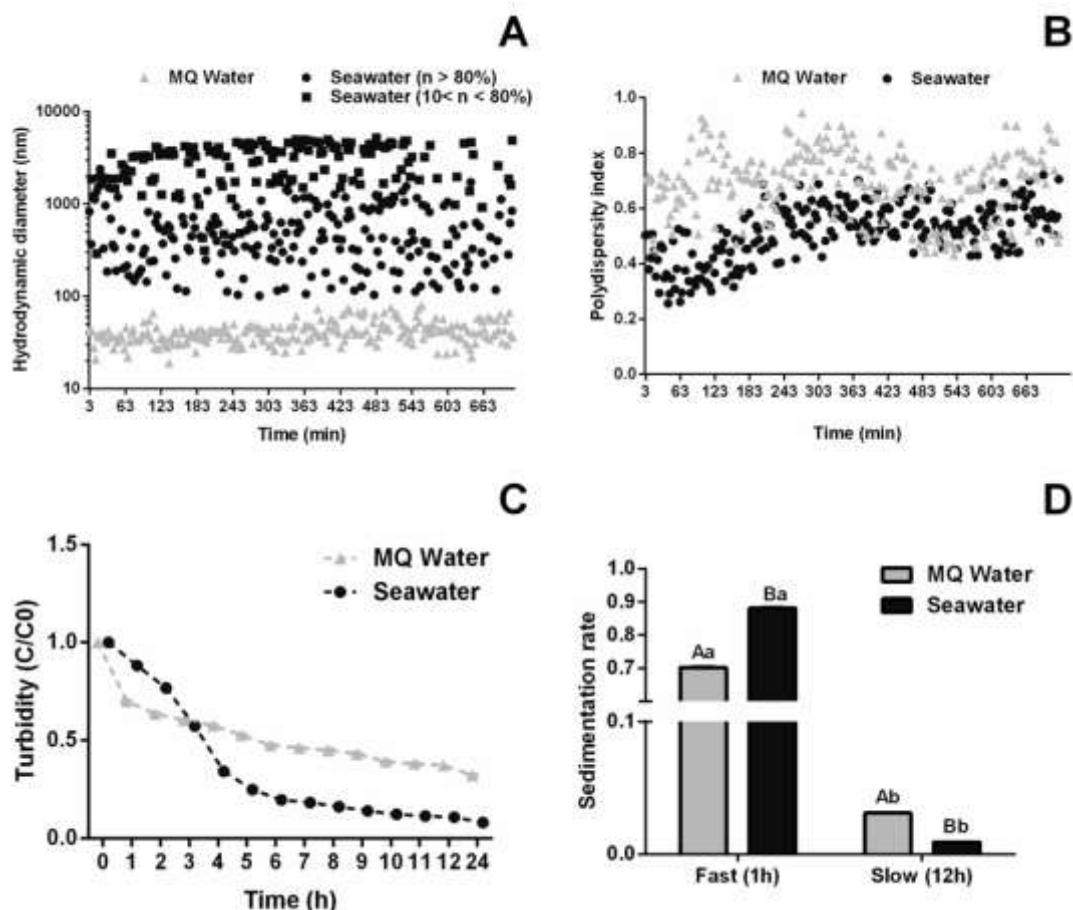 A
MQ Water
Seawater (n > 80%)
Seawater (10< n < 80%)
Hydrodynamic diameter (nm)
10000
1000
100
10
3 63 123 183 243 303 363 423 483 543 603 663
Time (min)
B
MQ Water
Seawater
Polydispersity index
1.0
0.8
0.6
0.4
0.2
0.0
3 63 123 183 243 303 363 423 483 543 603 663
Time (min)
C
MQ Water
Seawater
Turbidity (C/C0)
1.5
1.0
0.5
0.0
0 1 2 3 4 5 6 7 8 9 10 11 12 24
Time (h)
D
MQ Water
Seawater
Sedimentation rate
1.0
0.9
0.8
0.7
0.1
0.0
Aa
Ba
Ab
Bb
Fast (1h)
Slow (12h)